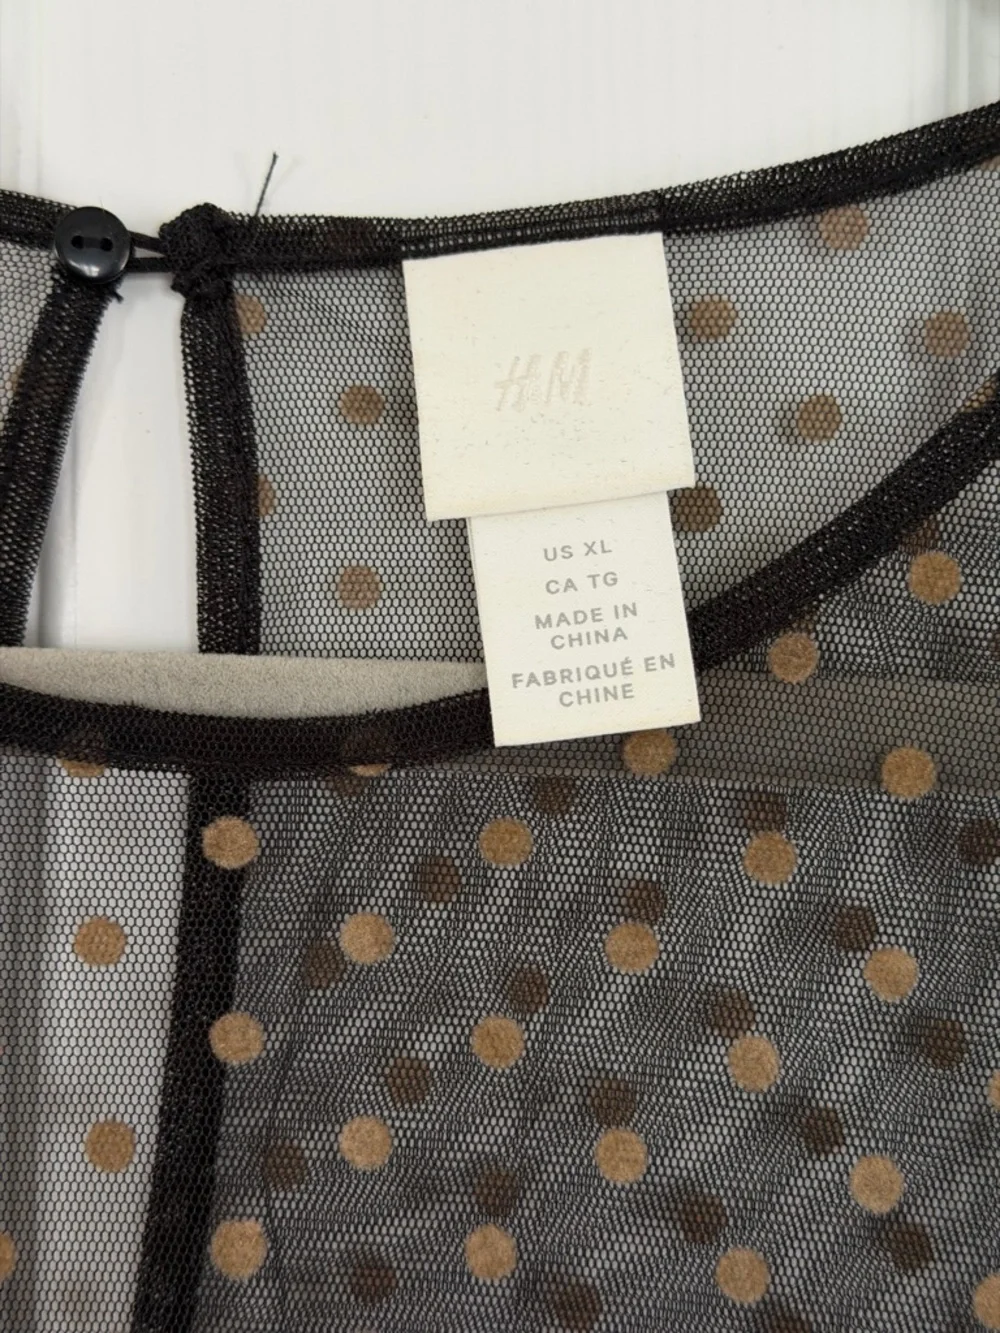 H&M
US XL
CA TG
MADE IN
CHINA
FABRIQUÉ EN
CHINE